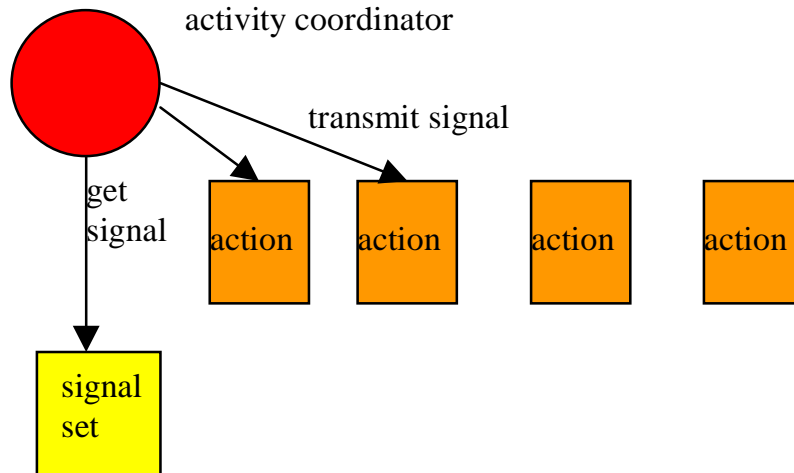 activity coordinator
transmit signal
get
signal
action
action
action
action
signal
set